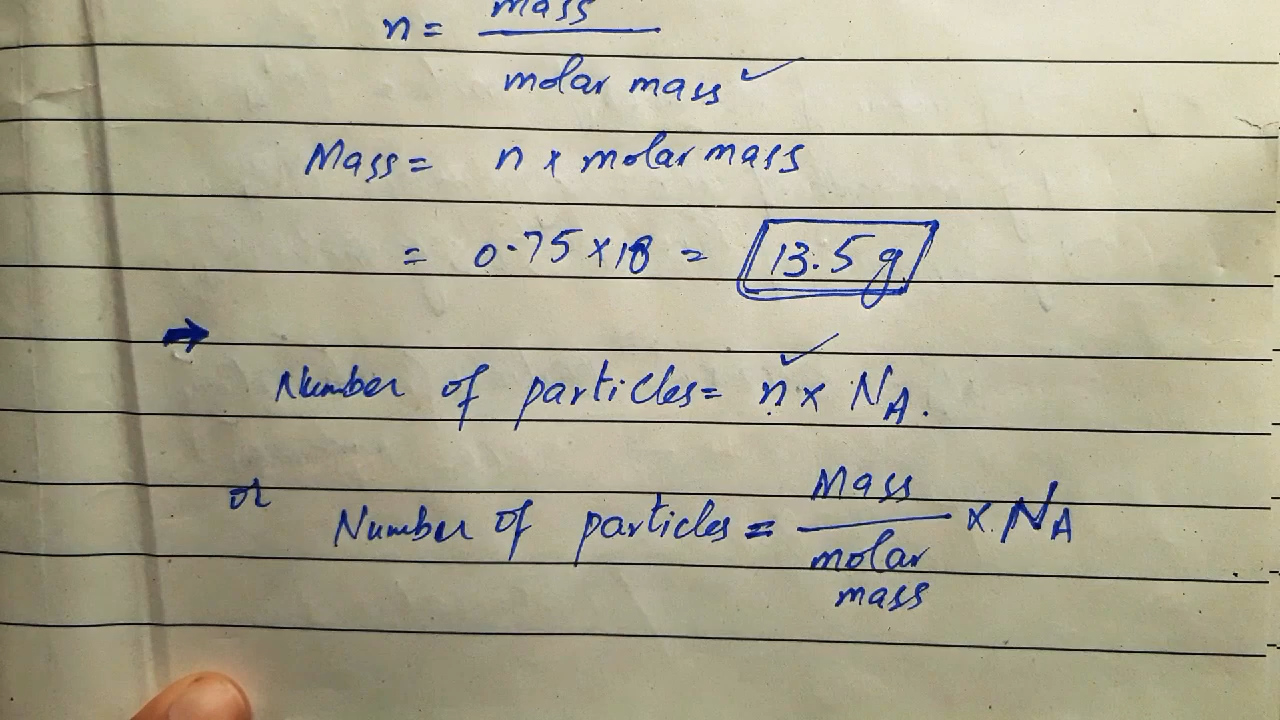 n = mass
molar mass ✓
Mass = n × molar mass
= 0.75 × 18 = 13.5 g
➡
✓
Number of particles = n × NA.
or Number of particles = Mass × NA
molar
mass